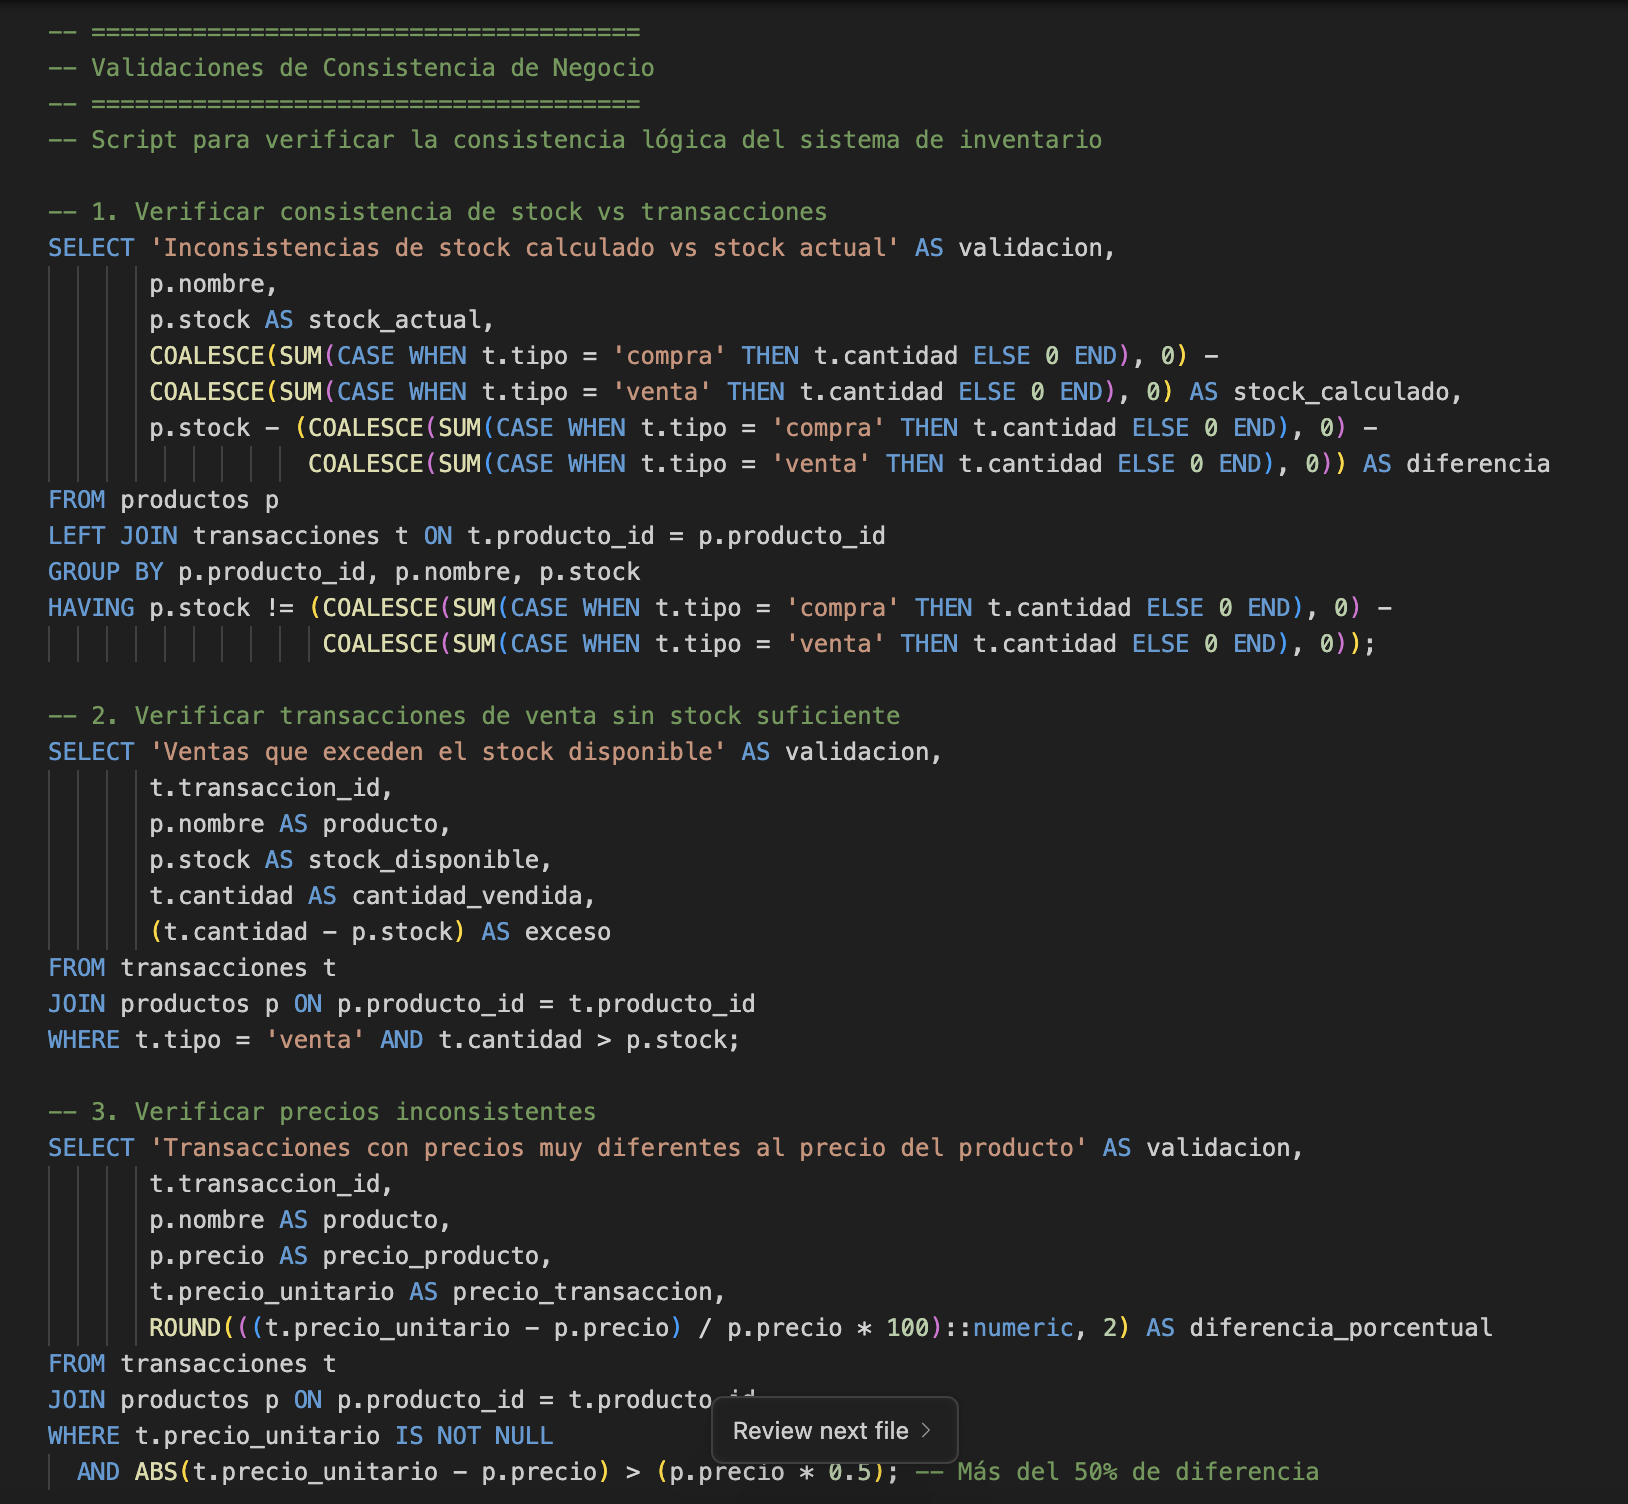 -- ======================================
-- Validaciones de Consistencia de Negocio
-- ======================================
-- Script para verificar la consistencia lógica del sistema de inventario
-- 1. Verificar consistencia de stock vs transacciones
SELECT 'Inconsistencias de stock calculado vs stock actual' AS validacion,
p.nombre,
p.stock AS stock_actual,
COALESCE(SUM(CASE WHEN t.tipo = 'compra' THEN t.cantidad ELSE 0 END), 0) -
COALESCE(SUM(CASE WHEN t.tipo = 'venta' THEN t.cantidad ELSE 0 END), 0) AS stock_calculado,
p.stock - (COALESCE(SUM(CASE WHEN t.tipo = 'compra' THEN t.cantidad ELSE 0 END), 0) -
COALESCE(SUM(CASE WHEN t.tipo = 'venta' THEN t.cantidad ELSE 0 END), 0)) AS diferencia
FROM productos p
LEFT JOIN transacciones t ON t.producto_id = p.producto_id
GROUP BY p.producto_id, p.nombre, p.stock
HAVING p.stock != (COALESCE(SUM(CASE WHEN t.tipo = 'compra' THEN t.cantidad ELSE 0 END), 0) -
COALESCE(SUM(CASE WHEN t.tipo = 'venta' THEN t.cantidad ELSE 0 END), 0));
-- 2. Verificar transacciones de venta sin stock suficiente
SELECT 'Ventas que exceden el stock disponible' AS validacion,
t.transaccion_id,
p.nombre AS producto,
p.stock AS stock_disponible,
t.cantidad AS cantidad_vendida,
(t.cantidad - p.stock) AS exceso
FROM transacciones t
JOIN productos p ON p.producto_id = t.producto_id
WHERE t.tipo = 'venta' AND t.cantidad > p.stock;
-- 3. Verificar precios inconsistentes
SELECT 'Transacciones con precios muy diferentes al precio del producto' AS validacion,
t.transaccion_id,
p.nombre AS producto,
p.precio AS precio_producto,
t.precio_unitario AS precio_transaccion,
ROUND(((t.precio_unitario - p.precio) / p.precio * 100)::numeric, 2) AS diferencia_porcentual
FROM transacciones t
JOIN productos p ON p.producto_id = t.producto_id
WHERE t.precio_unitario IS NOT NULL
Review next file >
AND ABS(t.precio_unitario - p.precio) > (p.precio * 0.5); -- Más del 50% de diferencia